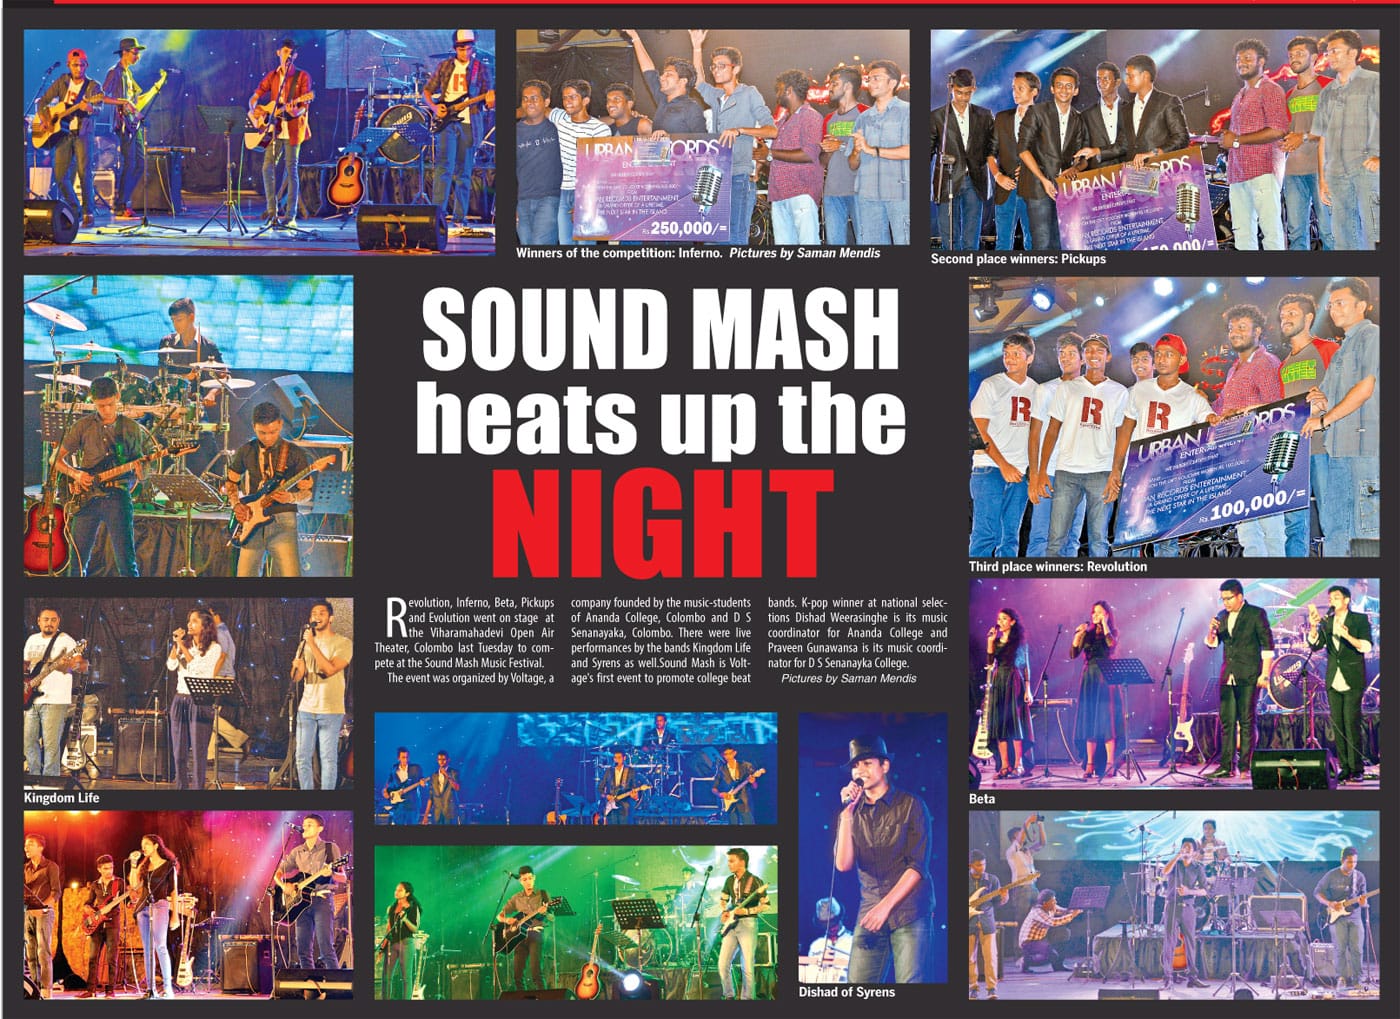 URBAN
ENTERTAINMENT
Rs. 250,000/=
Winners of the competition: Inferno. Pictures by Saman Mendis
URBAN
ENTERTAINMENT
Second place winners: Pickups
SOUND MASH
heats up the
NIGHT
R
R
R
URBAN RECORDS
Rs. 100,000/=
Third place winners: Revolution
Revolution, Inferno, Beta, Pickups
and Evolution went on stage at
the Viharamahadevi Open Air
Theater, Colombo last Tuesday to com-
pete at the Sound Mash Music Festival.
The event was organized by Voltage, a
company founded by the music-students
of Ananda College, Colombo and D S
Senanayaka, Colombo. There were live
performances by the bands Kingdom Life
and Syrens as well.Sound Mash is Volt-
age's first event to promote college beat
bands. K-pop winner at national selec-
tions Dishad Weerasinghe is its music
coordinator for Ananda College and
Praveen Gunawansa is its music coordi-
nator for D S Senanayka College.
Pictures by Saman Mendis
Kingdom Life
Beta
Dishad of Syrens